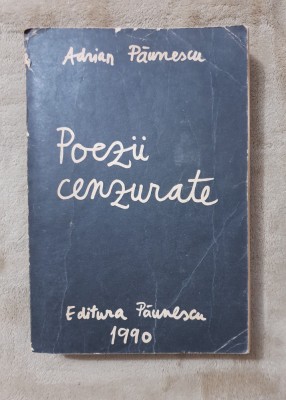 Adrian Păunescu
Poezii
cenzurate
Editura Păunescu
1990